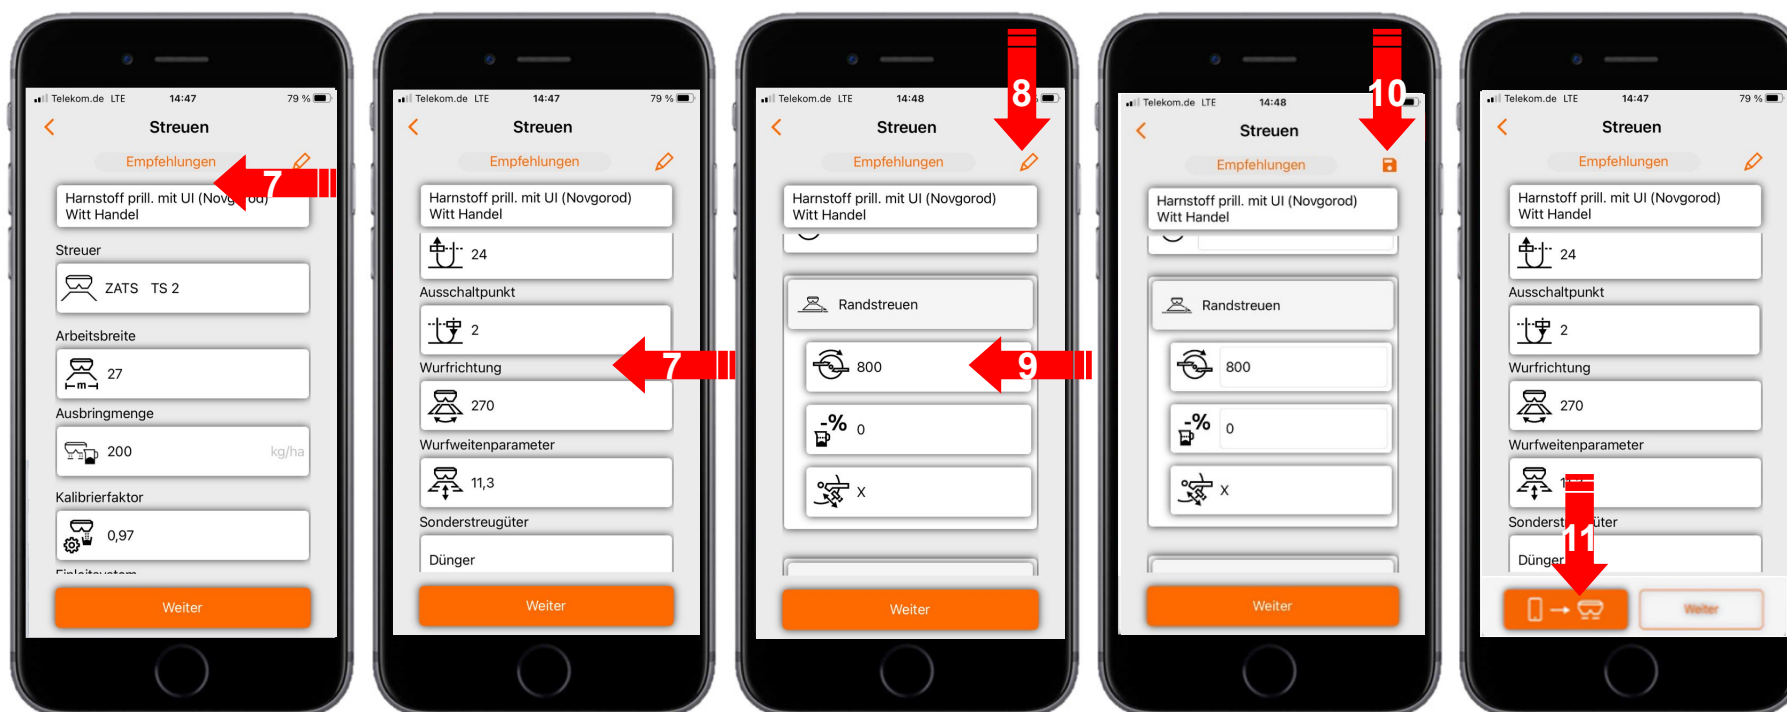 Telekom.de LTE 14:47 79 %
Streuen
Empfehlungen
7
Harnstoff prill. mit UI (Novgorod)
Witt Handel
Streuer
ZATS TS 2
Arbeitsbreite
m
27
Ausbringmenge
200 kg/ha
Kalibrierfaktor
0,97
Einleitsystem
Weiter
Telekom.de LTE 14:47 79 %
Streuen
Empfehlungen
Harnstoff prill. mit UI (Novgorod)
Witt Handel
24
Ausschaltpunkt
2
Wurfrichtung
7
270
Wurfweitenparameter
11,3
Sonderstreugüter
Dünger
Weiter
Telekom.de LTE 14:48 %
8
Streuen
Empfehlungen
Harnstoff prill. mit UI (Novgorod)
Witt Handel
Randstreuen
800
9
-% 0
X
Weiter
Telekom.de LTE 14:48
10
Streuen
Empfehlungen
Harnstoff prill. mit UI (Novgorod)
Witt Handel
Randstreuen
800
-% 0
X
Weiter
Telekom.de LTE 14:47 79 %
Streuen
Empfehlungen
Harnstoff prill. mit UI (Novgorod)
Witt Handel
24
Ausschaltpunkt
2
Wurfrichtung
270
Wurfweitenparameter
Sonderstreugüter
11
Dünger
Weiter